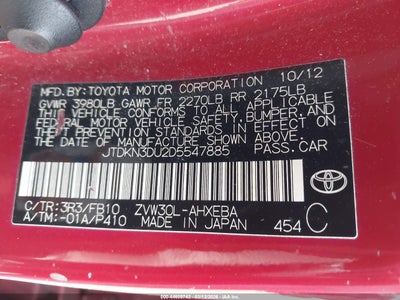 MFD.BY:TOYOTA MOTOR CORPORATION 10/12
GVWR 3980LB GAWR FR 2270LB RR 2175LB
THIS VEHICLE CONFORMS TO ALL APPLICABLE
FEDERAL MOTOR VEHICLE SAFETY, BUMPER, AND
THEFT PREVENTION STANDARDS IN EFFECT ON
THE DATE OF MANUFACTURE SHOWN ABOVE.
JTDKN3DU2D5547885 PASS.CAR
C/TR:3R3/FB10 ZVW30L-AHXEBA
A/TM:-01A/P410 MADE IN JAPAN 454 C
TOYOTA